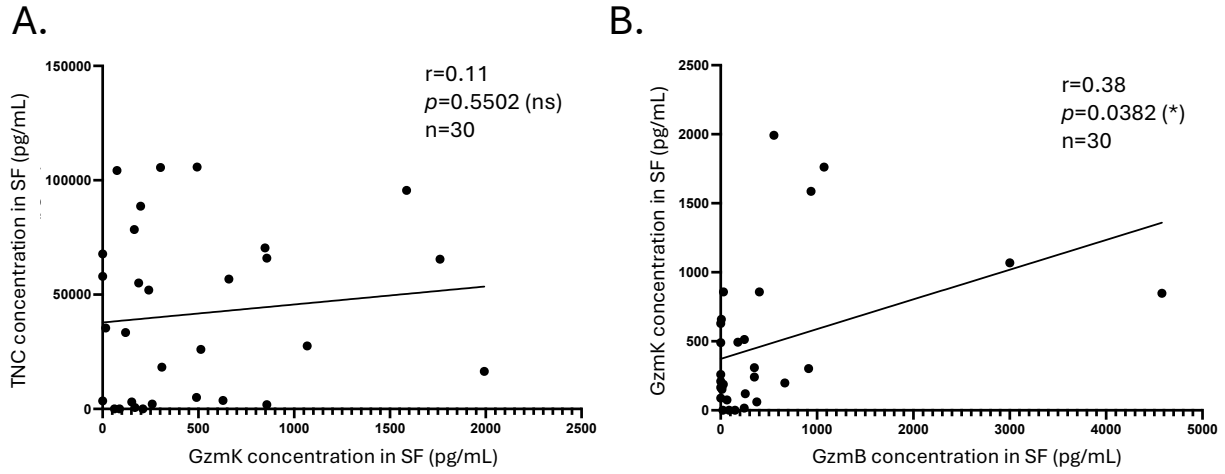 A.
TNC concentration in SF (pg/mL)
150000
100000
50000
0
r=0.11
p=0.5502 (ns)
n=30
0 500 1000 1500 2000 2500
GzmK concentration in SF (pg/mL)
B.
GzmK concentration in SF (pg/mL)
2500
2000
1500
1000
500
0
r=0.38
p=0.0382 (*)
n=30
0 1000 2000 3000 4000 5000
GzmB concentration in SF (pg/mL)